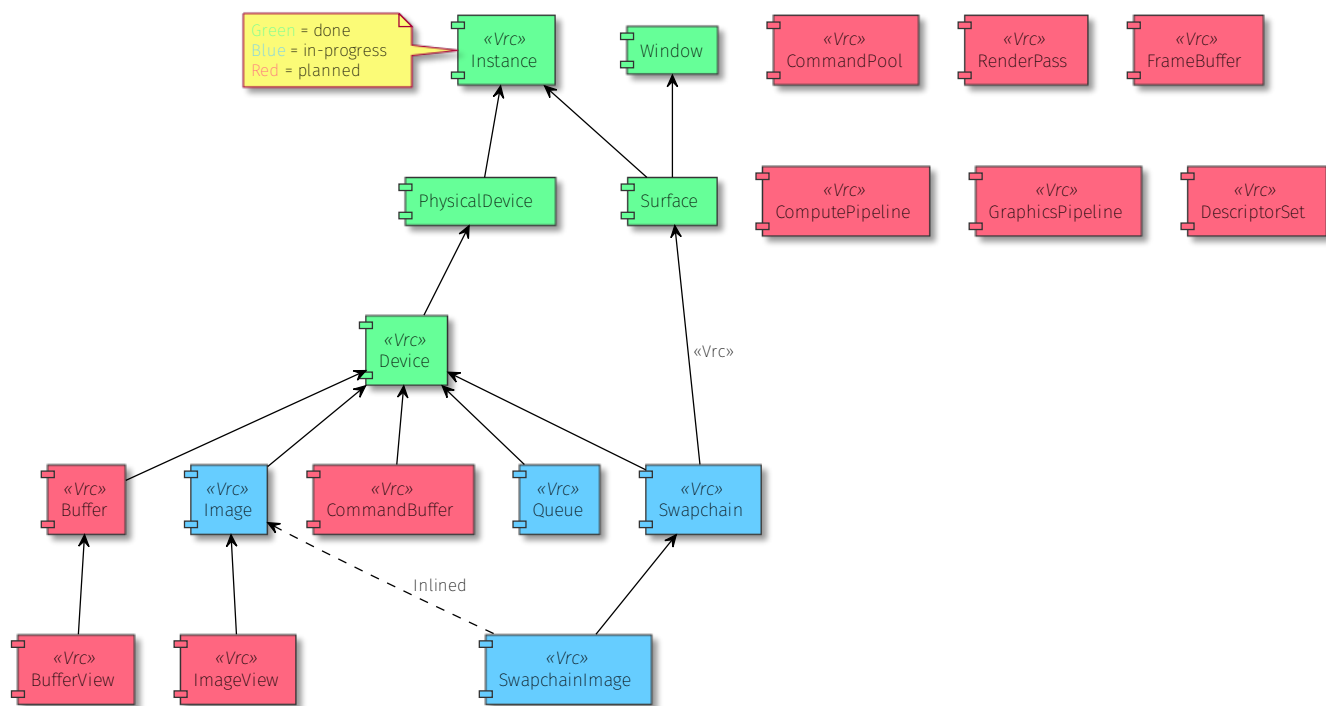 Green = done
Blue = in-progress
Red = planned
«Vrc»
Instance
Window
«Vrc»
CommandPool
«Vrc»
RenderPass
«Vrc»
FrameBuffer
PhysicalDevice
Surface
«Vrc»
ComputePipeline
«Vrc»
GraphicsPipeline
«Vrc»
DescriptorSet
«Vrc»
Device
«Vrc»
«Vrc»
Buffer
«Vrc»
Image
«Vrc»
CommandBuffer
«Vrc»
Queue
«Vrc»
Swapchain
Inlined
«Vrc»
BufferView
«Vrc»
ImageView
«Vrc»
SwapchainImage